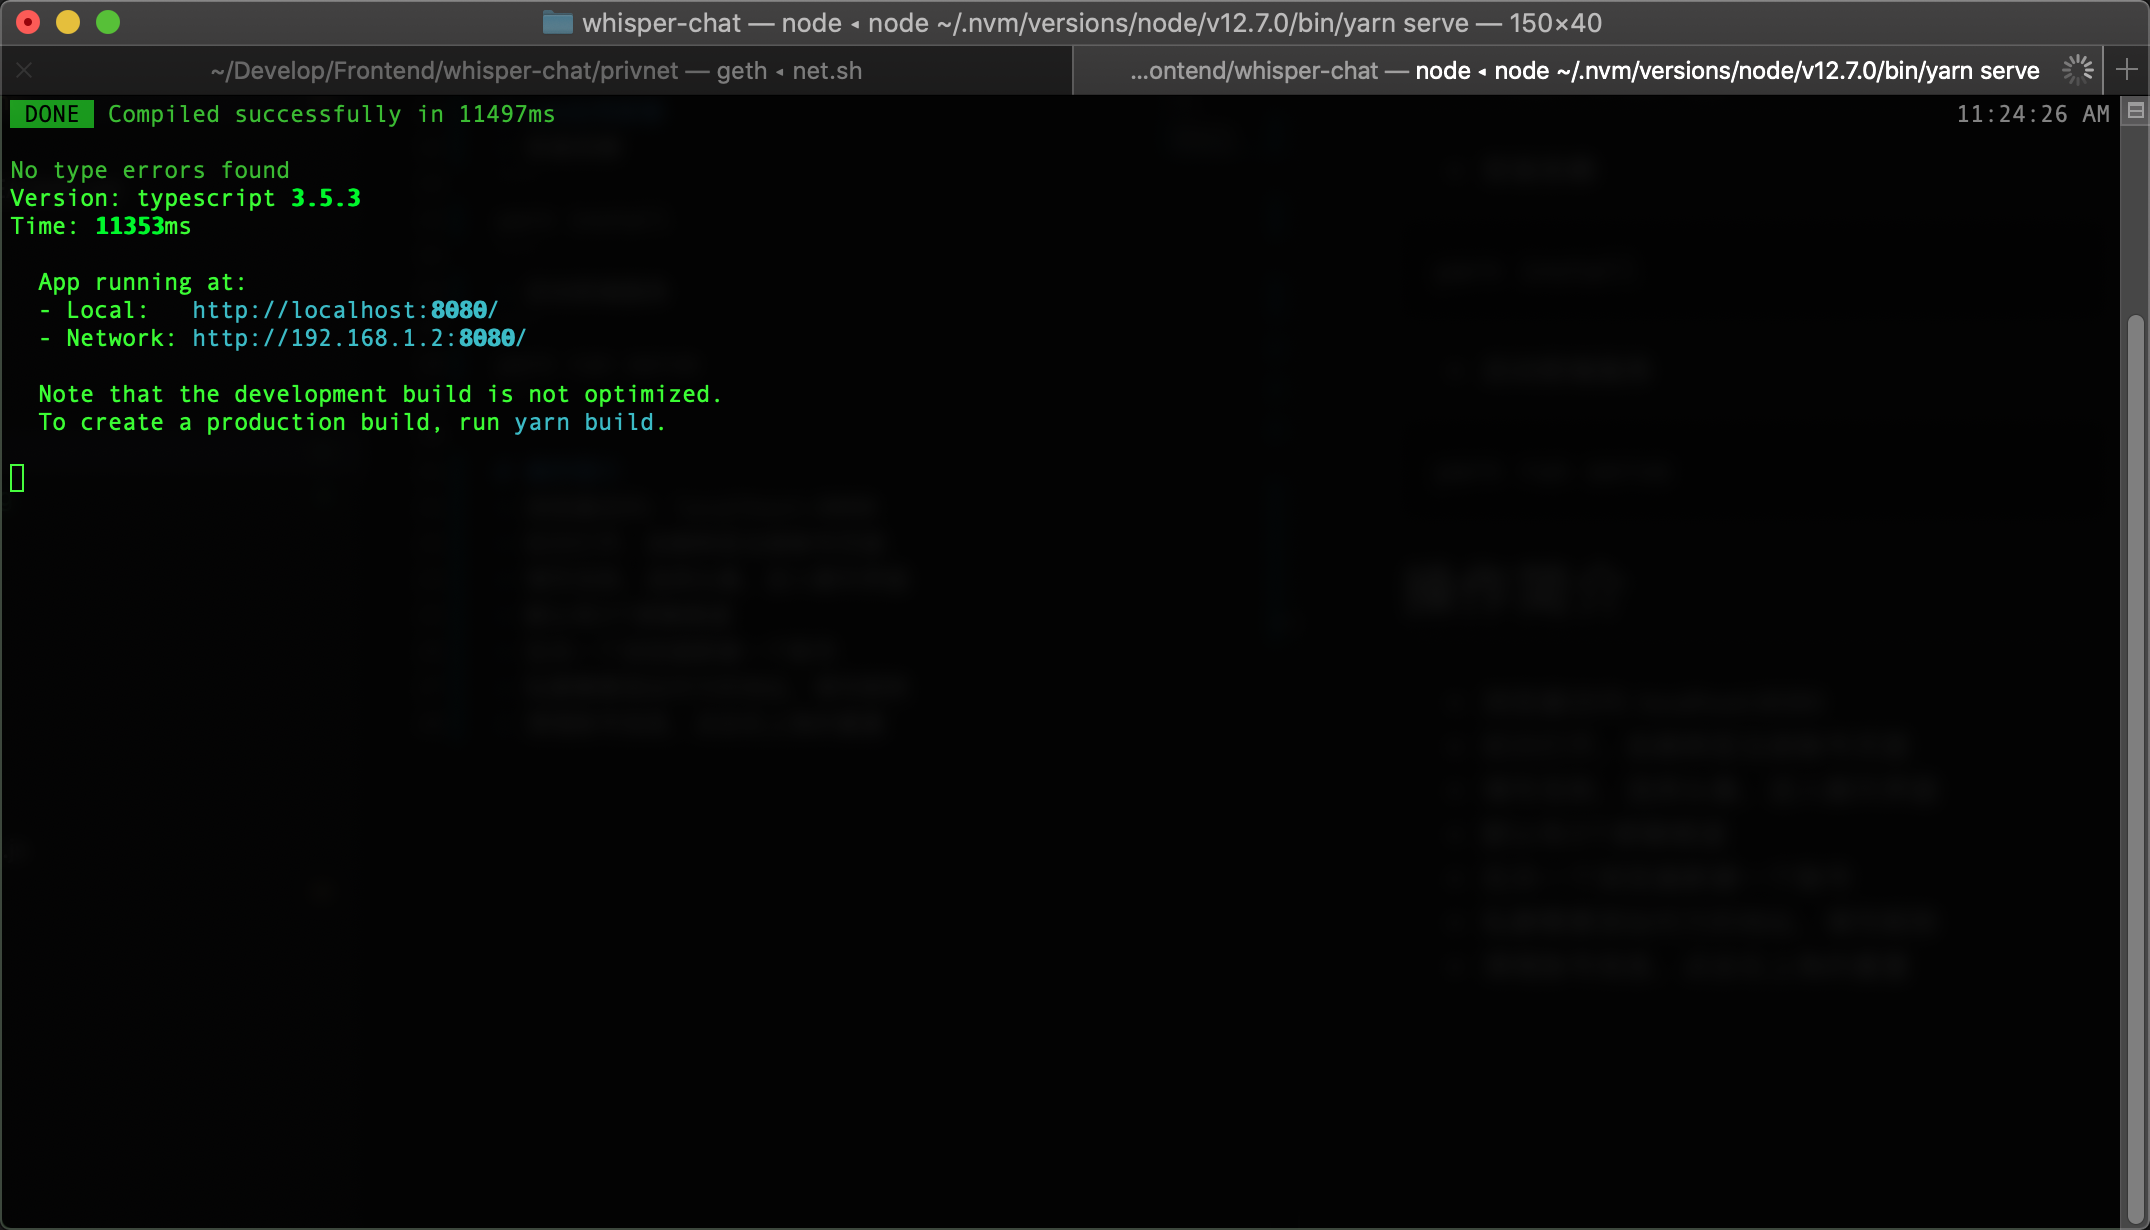 whisper-chat — node ◂ node ~/.nvm/versions/node/v12.7.0/bin/yarn serve — 150×40
~/Develop/Frontend/whisper-chat/privnet — geth ◂ net.sh
...ontend/whisper-chat — node ◂ node ~/.nvm/versions/node/v12.7.0/bin/yarn serve
DONE Compiled successfully in 11497ms 11:24:26 AM
No type errors found
Version: typescript 3.5.3
Time: 11353ms
App running at:
- Local: http://localhost:8080/
- Network: http://192.168.1.2:8080/
Note that the development build is not optimized.
To create a production build, run yarn build.